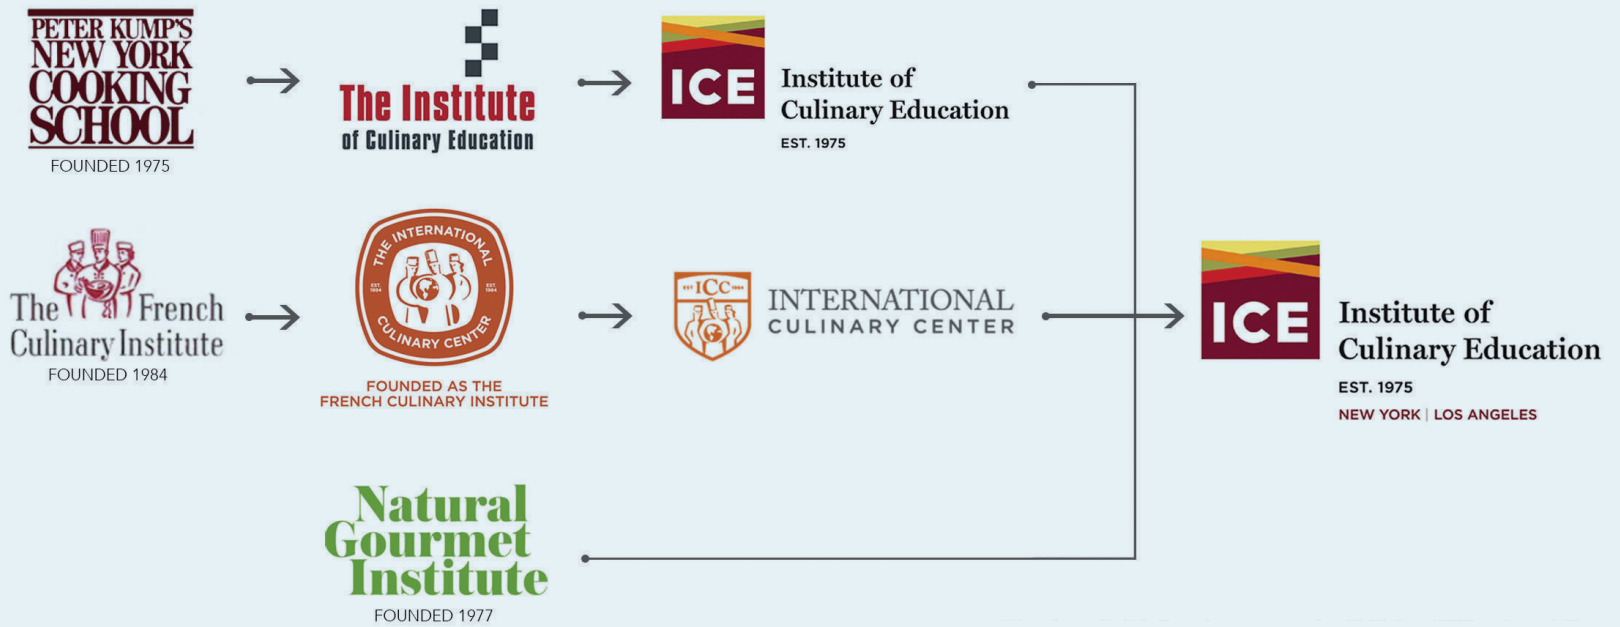 PETER KUMP'S
NEW YORK
COOKING
SCHOOL
FOUNDED 1975
The Institute
of Culinary Education
ICE
Institute of
Culinary Education
EST. 1975
The French
Culinary Institute
FOUNDED 1984
THE INTERNATIONAL
EST.
1984
EST.
1984
CULINARY CENTER
FOUNDED AS THE
FRENCH CULINARY INSTITUTE
EST ICC 1984
INTERNATIONAL
CULINARY CENTER
ICE
Institute of
Culinary Education
EST. 1975
NEW YORK | LOS ANGELES
Natural
Gourmet
Institute
FOUNDED 1977